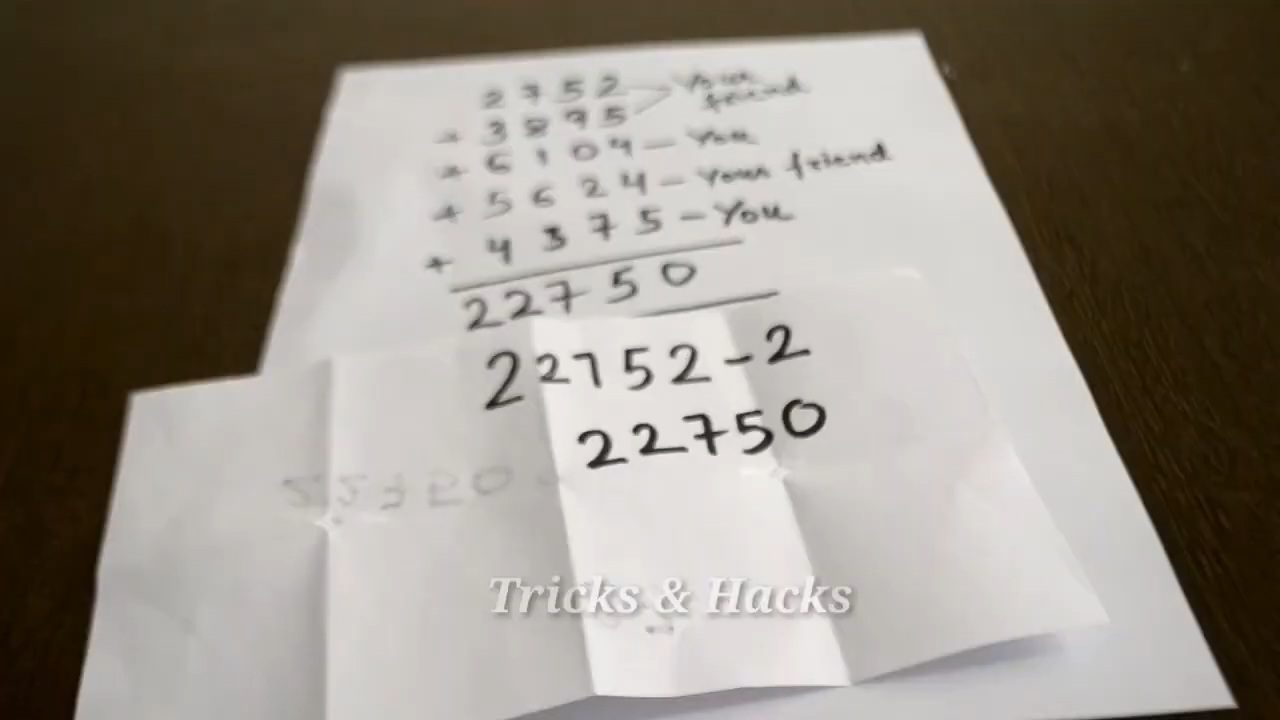 2752 Your
+ 3895 friend
+ 6104 - You
+ 5624 - Your friend
+ 4375 - You
22750
22752-2
22750
Tricks & Hacks